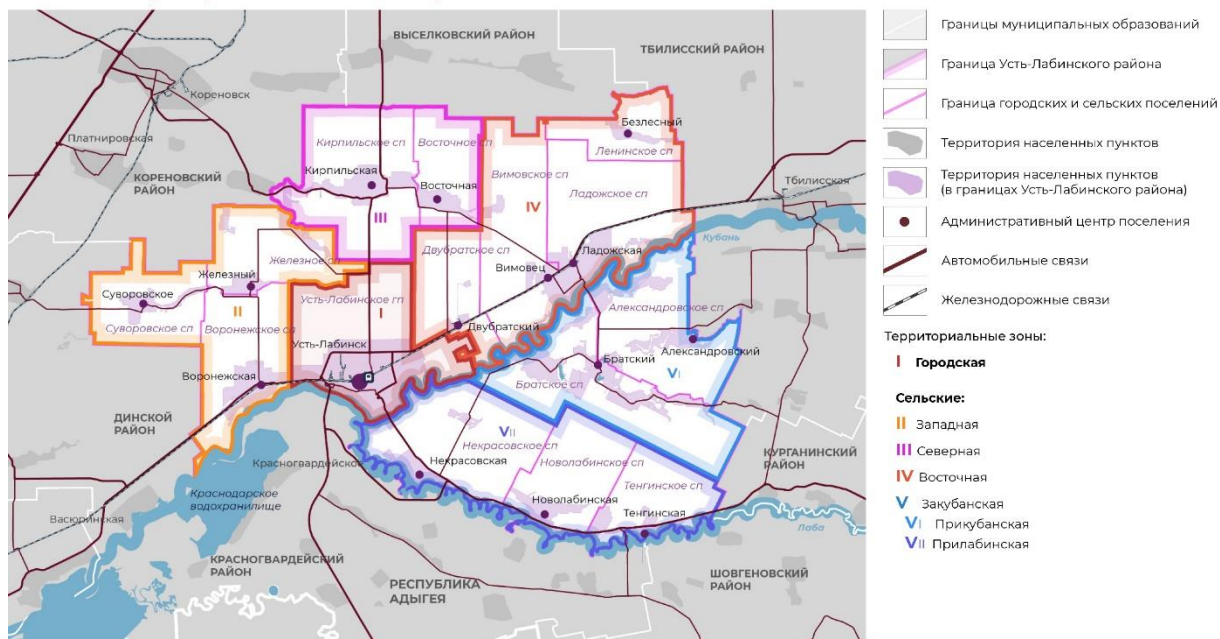 ВЫСЕЛКОВСКИЙ РАЙОН
ТБИЛИССКИЙ РАЙОН
Кореновск
Платнировская
КОРЕНОВСКИЙ
РАЙОН
Кирпильское сп
Восточное сп
Безлесный
Ленинское сп
Кирпильская
Восточная
Вимовское сп
Ладожское сп
Тбилисская
III
IV
Кубань
Двубратское сп
Ладожская
Вимовец
Железное сп
Железный
Суворовское
II
Суворовское сп
Воронежское сп
Усть-Лабинское гп
I
Александровское сп
Усть-Лабинск
Двубратский
Александровский
Братский
VI
Воронежская
Братское сп
ДИНСКОЙ
РАЙОН
VII
Некрасовское сп
Красногвардейское
Некрасовская
Новолабинское сп
КУРГАНИНСКИЙ
РАЙОН
Тенгинское сп
Краснодарское
водохранилище
Новолабинская
Васюринская
Тенгинская
Лаба
КРАСНОГВАРДЕЙСКИЙ
РАЙОН
РЕСПУБЛИКА
АДЫГЕЯ
ШОВГЕНОВСКИЙ
РАЙОН
Границы муниципальных образований
Граница Усть-Лабинского района
Граница городских и сельских поселений
Территория населенных пунктов
Территория населенных пунктов
(в границах Усть-Лабинского района)
Административный центр поселения
Автомобильные связи
Железнодорожные связи
Территориальные зоны:
I Городская
Сельские:
II Западная
III Северная
IV Восточная
V Закубанская
VI Прикубанская
VII Прилабинская